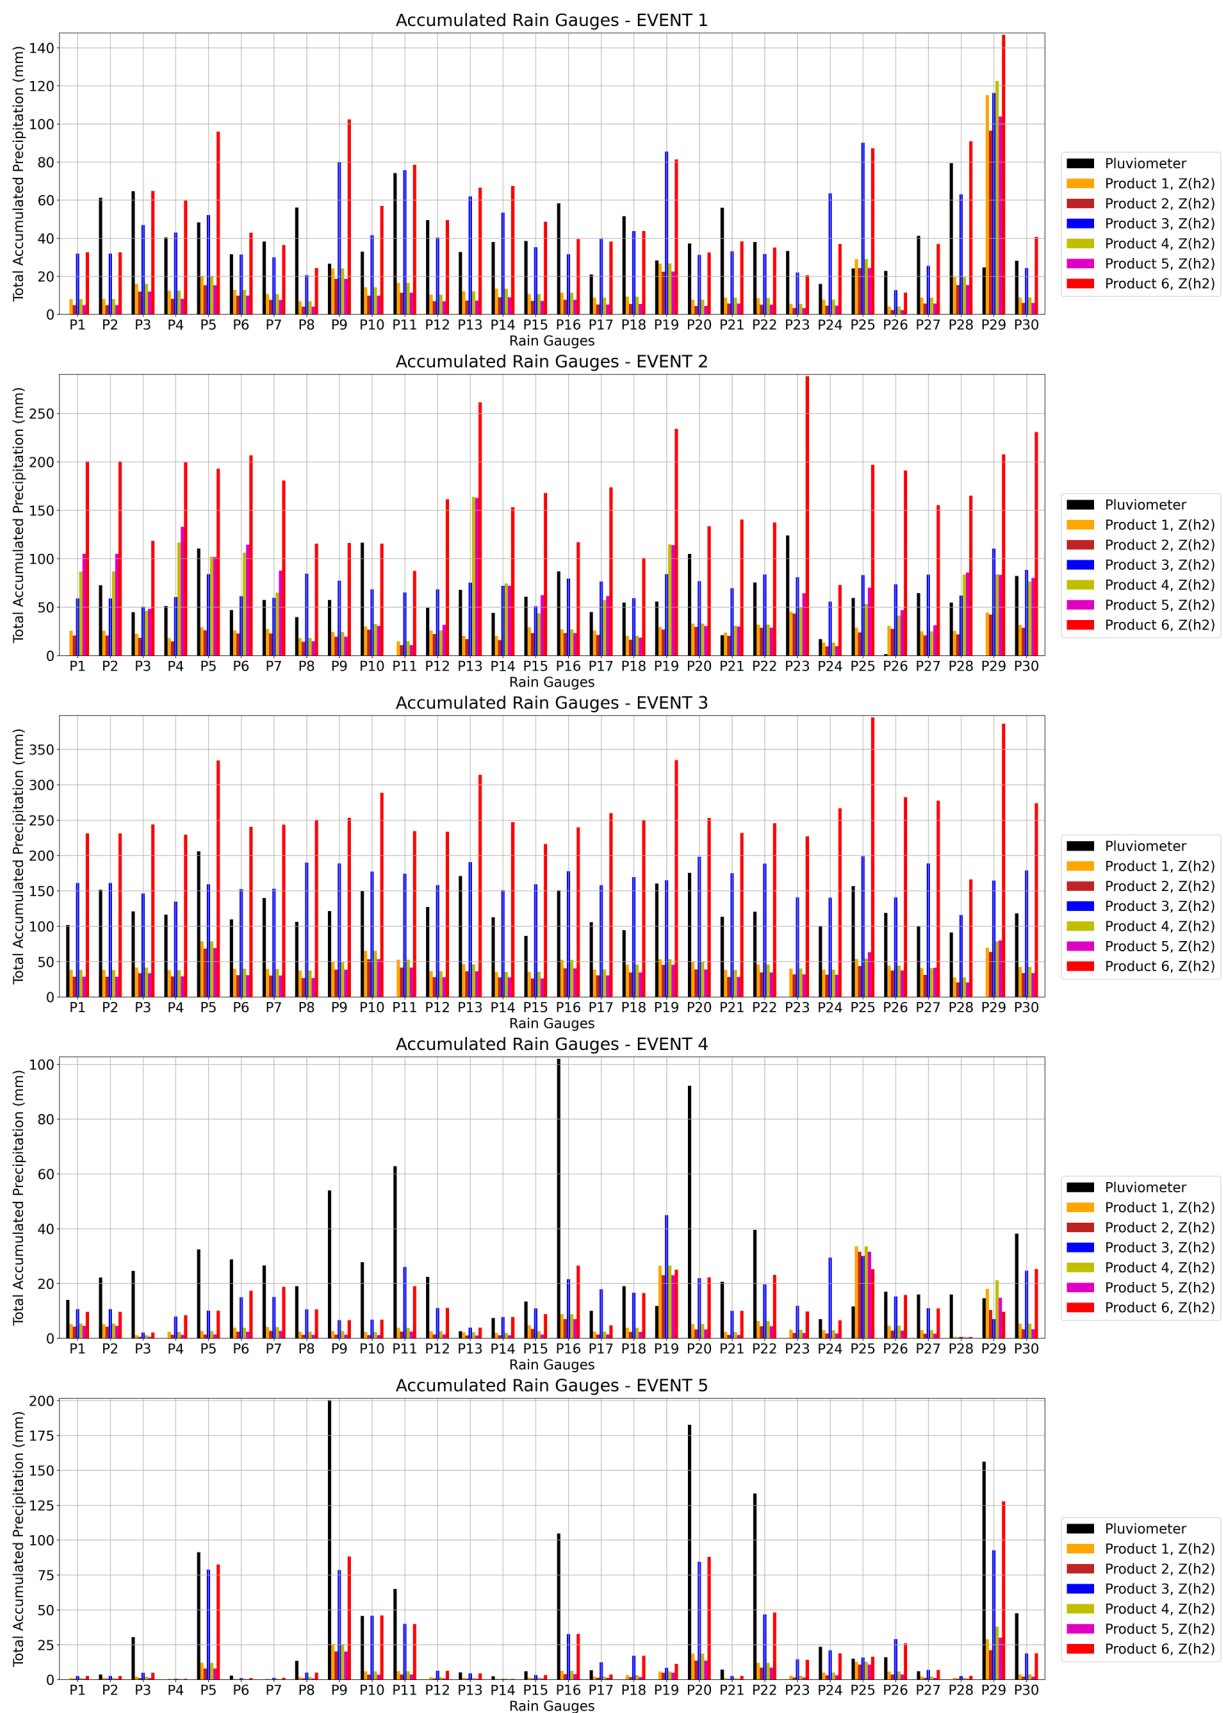 Accumulated Rain Gauges - EVENT 1
Total Accumulated Precipitation (mm)
140
120
100
80
60
40
20
0
P1 P2 P3 P4 P5 P6 P7 P8 P9 P10 P11 P12 P13 P14 P15 P16 P17 P18 P19 P20 P21 P22 P23 P24 P25 P26 P27 P28 P29 P30
Rain Gauges
Pluviometer
Product 1, Z(h2)
Product 2, Z(h2)
Product 3, Z(h2)
Product 4, Z(h2)
Product 5, Z(h2)
Product 6, Z(h2)
Accumulated Rain Gauges - EVENT 2
Total Accumulated Precipitation (mm)
250
200
150
100
50
0
P1 P2 P3 P4 P5 P6 P7 P8 P9 P10 P11 P12 P13 P14 P15 P16 P17 P18 P19 P20 P21 P22 P23 P24 P25 P26 P27 P28 P29 P30
Rain Gauges
Pluviometer
Product 1, Z(h2)
Product 2, Z(h2)
Product 3, Z(h2)
Product 4, Z(h2)
Product 5, Z(h2)
Product 6, Z(h2)
Accumulated Rain Gauges - EVENT 3
Total Accumulated Precipitation (mm)
350
300
250
200
150
100
50
0
P1 P2 P3 P4 P5 P6 P7 P8 P9 P10 P11 P12 P13 P14 P15 P16 P17 P18 P19 P20 P21 P22 P23 P24 P25 P26 P27 P28 P29 P30
Rain Gauges
Pluviometer
Product 1, Z(h2)
Product 2, Z(h2)
Product 3, Z(h2)
Product 4, Z(h2)
Product 5, Z(h2)
Product 6, Z(h2)
Accumulated Rain Gauges - EVENT 4
Total Accumulated Precipitation (mm)
100
80
60
40
20
0
P1 P2 P3 P4 P5 P6 P7 P8 P9 P10 P11 P12 P13 P14 P15 P16 P17 P18 P19 P20 P21 P22 P23 P24 P25 P26 P27 P28 P29 P30
Rain Gauges
Pluviometer
Product 1, Z(h2)
Product 2, Z(h2)
Product 3, Z(h2)
Product 4, Z(h2)
Product 5, Z(h2)
Product 6, Z(h2)
Accumulated Rain Gauges - EVENT 5
Total Accumulated Precipitation (mm)
200
175
150
125
100
75
50
25
0
P1 P2 P3 P4 P5 P6 P7 P8 P9 P10 P11 P12 P13 P14 P15 P16 P17 P18 P19 P20 P21 P22 P23 P24 P25 P26 P27 P28 P29 P30
Rain Gauges
Pluviometer
Product 1, Z(h2)
Product 2, Z(h2)
Product 3, Z(h2)
Product 4, Z(h2)
Product 5, Z(h2)
Product 6, Z(h2)